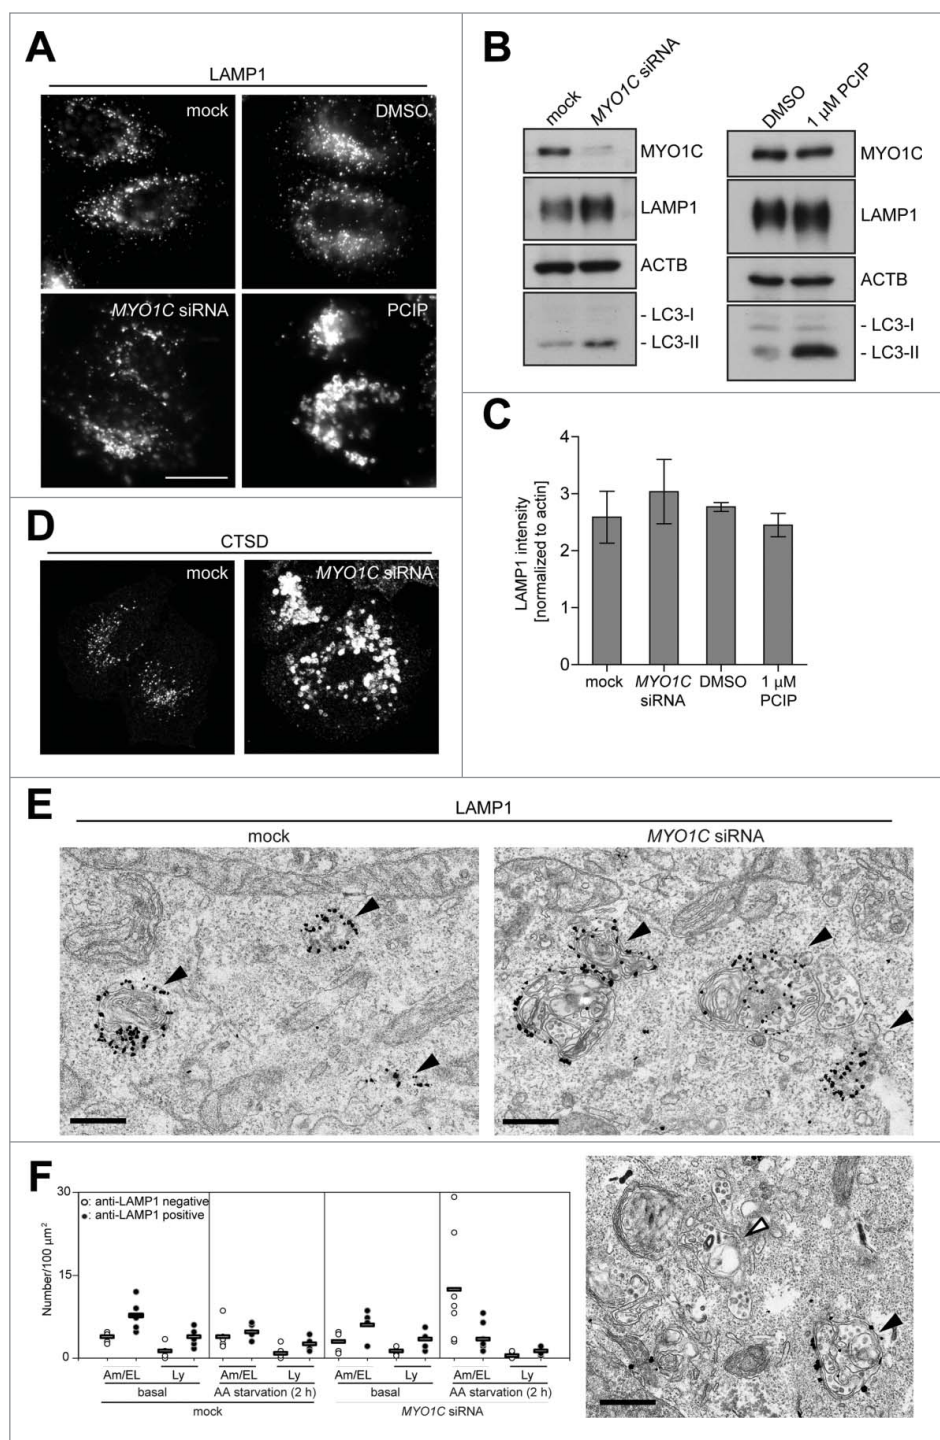 A
LAMP1
mock
DMSO
MYO1C siRNA
PCIP
B
mock
MYO1C siRNA
MYO1C
LAMP1
ACTB
- LC3-I
- LC3-II
DMSO
1 µM PCIP
MYO1C
LAMP1
ACTB
- LC3-I
- LC3-II
C
LAMP1 intensity
[normalized to actin]
4
3
2
1
0
mock
MYO1C
siRNA
DMSO
1 µM
PCIP
D
CTSD
mock
MYO1C siRNA
E
LAMP1
mock
MYO1C siRNA
F
Number/100 µm²
30
15
0
o: anti-LAMP1 negative
•: anti-LAMP1 positive
Am/EL Ly Am/EL Ly Am/EL Ly Am/EL Ly
basal AA starvation (2 h) basal AA starvation (2 h)
mock MYO1C siRNA